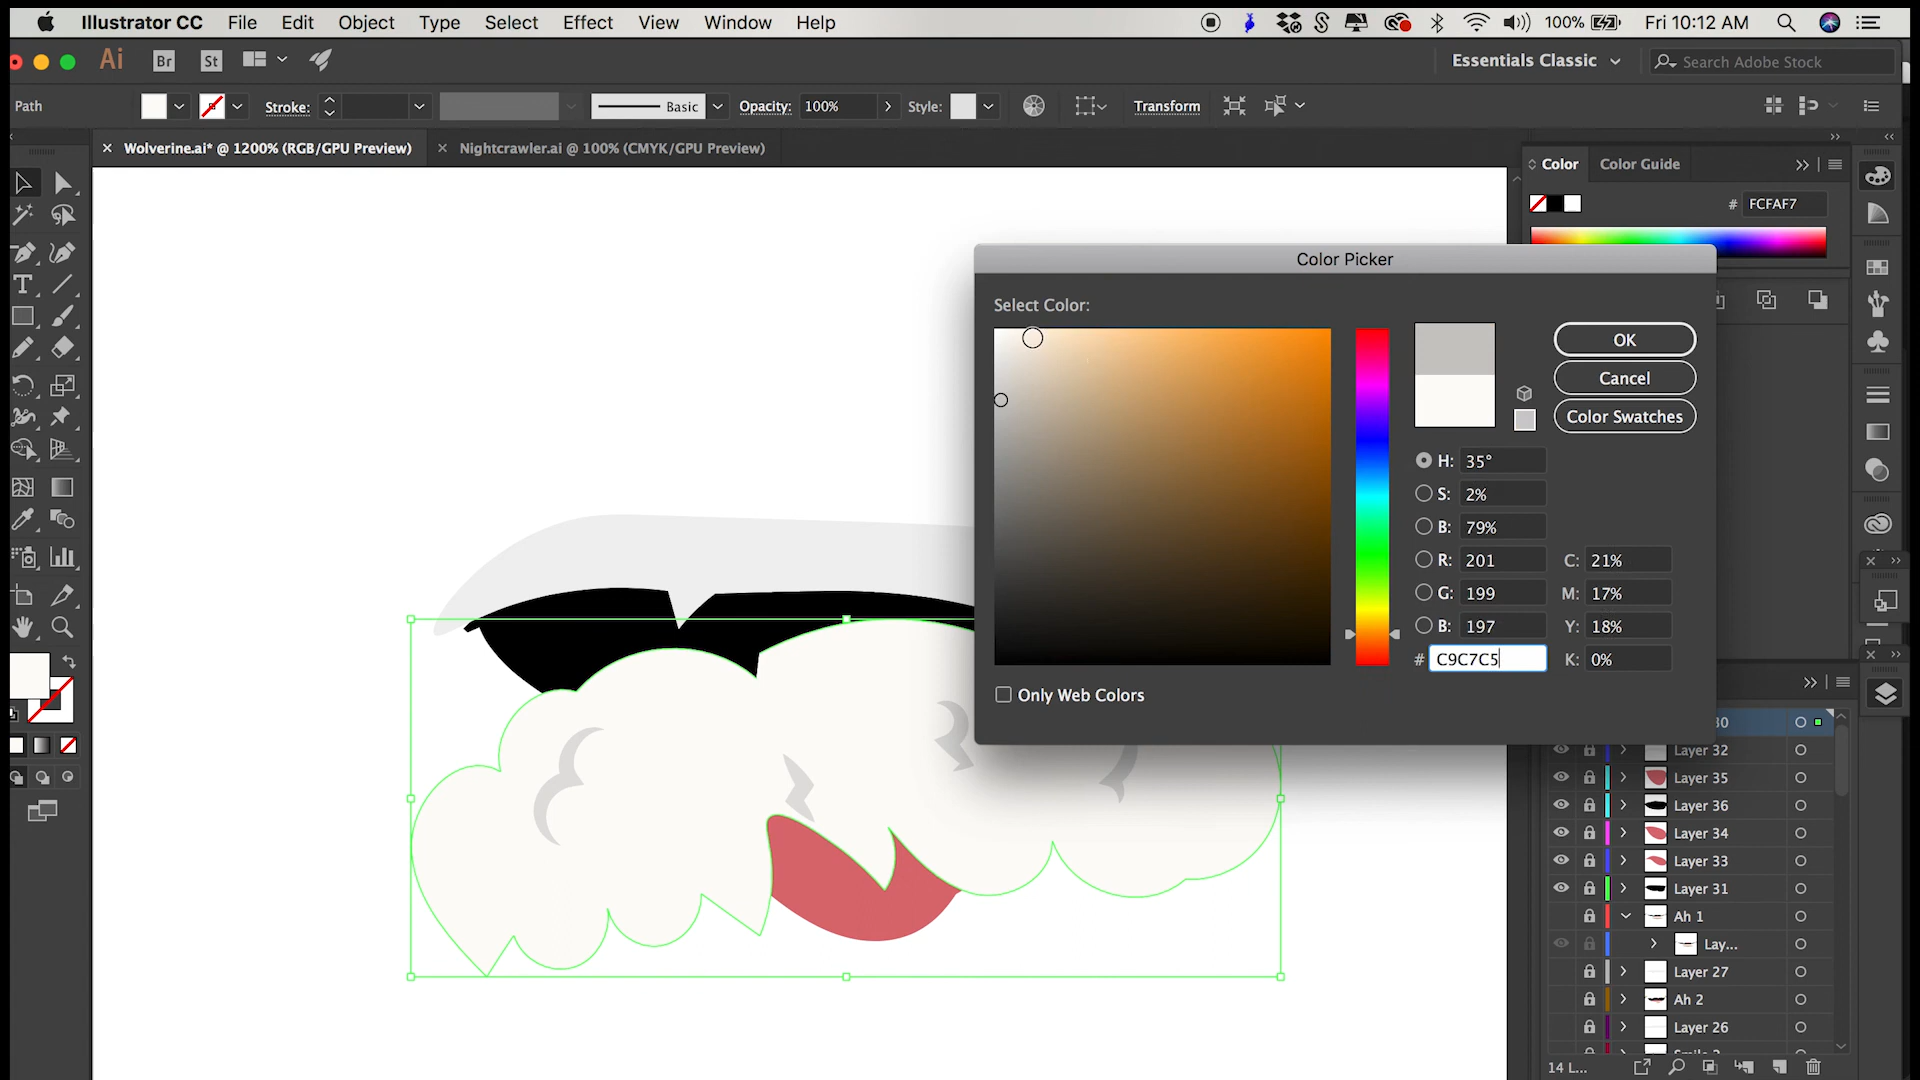 Illustrator CC File Edit Object Type Select Effect View Window Help 100% Fri 10:12 AM
Ai Br St Essentials Classic Search Adobe Stock
Path Stroke: Basic Opacity: 100% Style: Transform
Wolverine.ai* @ 1200% (RGB/GPU Preview) Nightcrawler.ai @ 100% (CMYK/GPU Preview)
Color Color Guide
# FCFAF7
Color Picker
Select Color:
OK
Cancel
Color Swatches
H: 35°
S: 2%
B: 79%
R: 201 C: 21%
G: 199 M: 17%
B: 197 Y: 18%
# C9C7C5 K: 0%
Only Web Colors
Layer 32
Layer 35
Layer 36
Layer 34
Layer 33
Layer 31
Ah 1
Lay...
Layer 27
Ah 2
Layer 26
14 L...